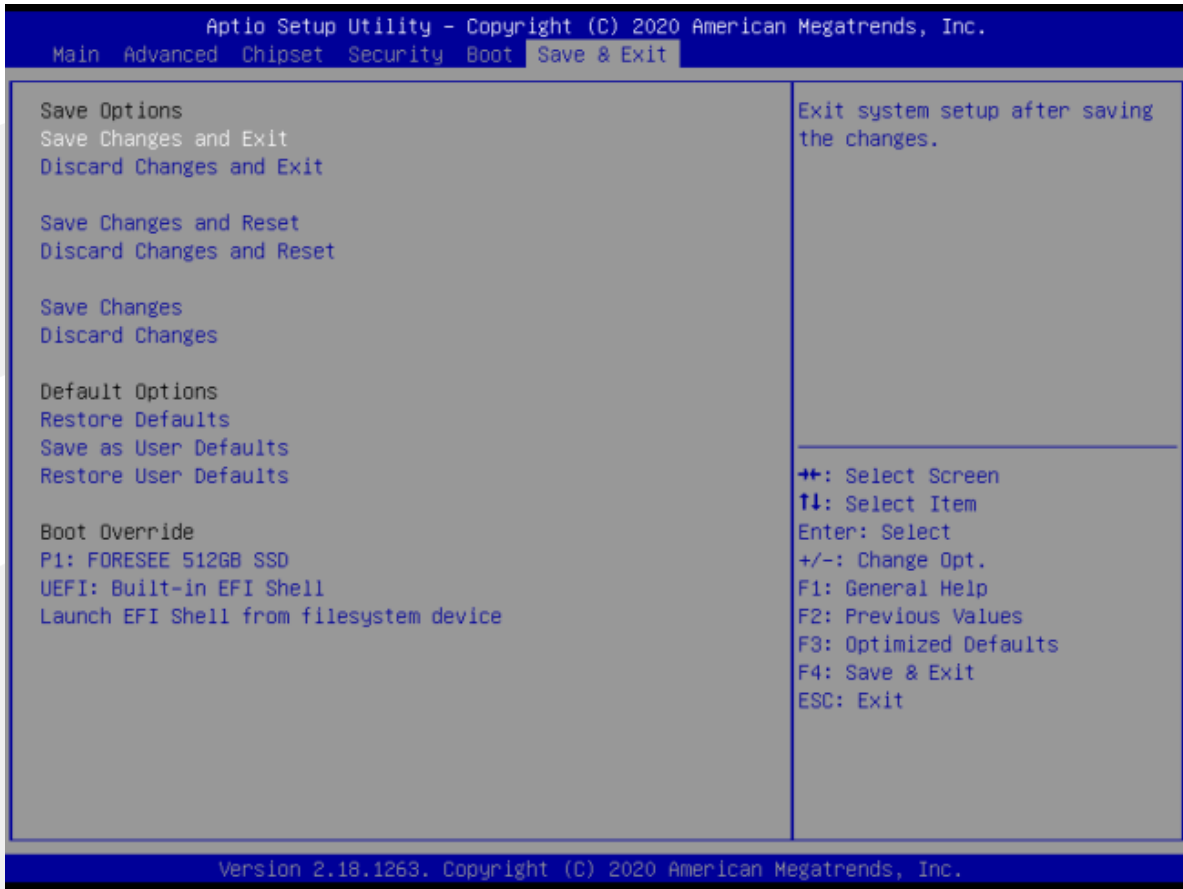 Aptio Setup Utility – Copyright (C) 2020 American Megatrends, Inc.
Main Advanced Chipset Security Boot Save & Exit
Save Options
Save Changes and Exit
Discard Changes and Exit
Save Changes and Reset
Discard Changes and Reset
Save Changes
Discard Changes
Default Options
Restore Defaults
Save as User Defaults
Restore User Defaults
Boot Override
P1: FORESEE 512GB SSD
UEFI: Built-in EFI Shell
Launch EFI Shell from filesystem device
Exit system setup after saving
the changes.
→←: Select Screen
↑↓: Select Item
Enter: Select
+/-: Change Opt.
F1: General Help
F2: Previous Values
F3: Optimized Defaults
F4: Save & Exit
ESC: Exit
Version 2.18.1263. Copyright (C) 2020 American Megatrends, Inc.